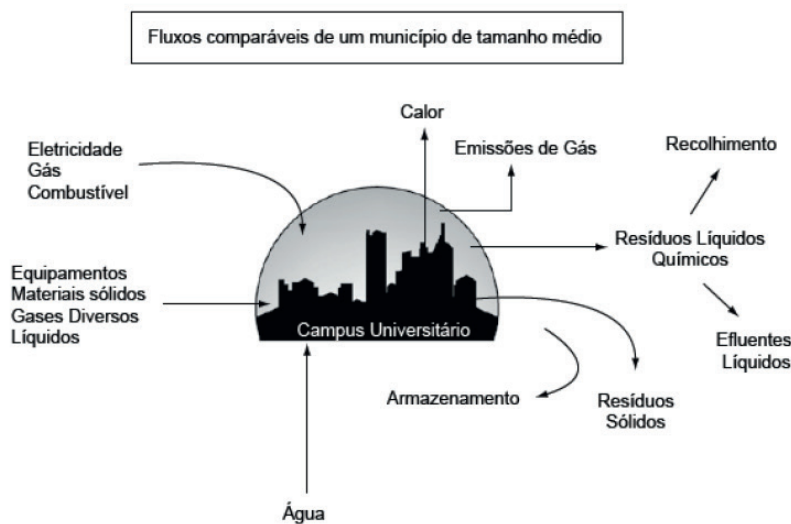 Fluxos comparáveis de um município de tamanho médio
Calor
Emissões de Gás
Recolhimento
Eletricidade
Gás
Combustível
Resíduos Líquidos
Químicos
Equipamentos
Materiais sólidos
Gases Diversos
Líquidos
Campus Universitário
Efluentes
Líquidos
Armazenamento
Resíduos
Sólidos
Água